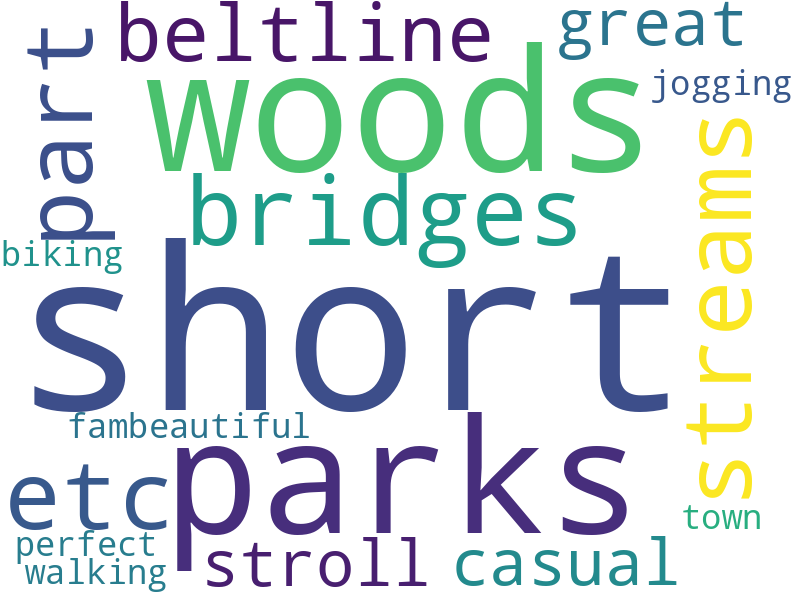 beltline
great
part
woods
jogging
bridges
streams
biking
short
fambeautiful
parks
etc
town
perfect
stroll
casual
walking